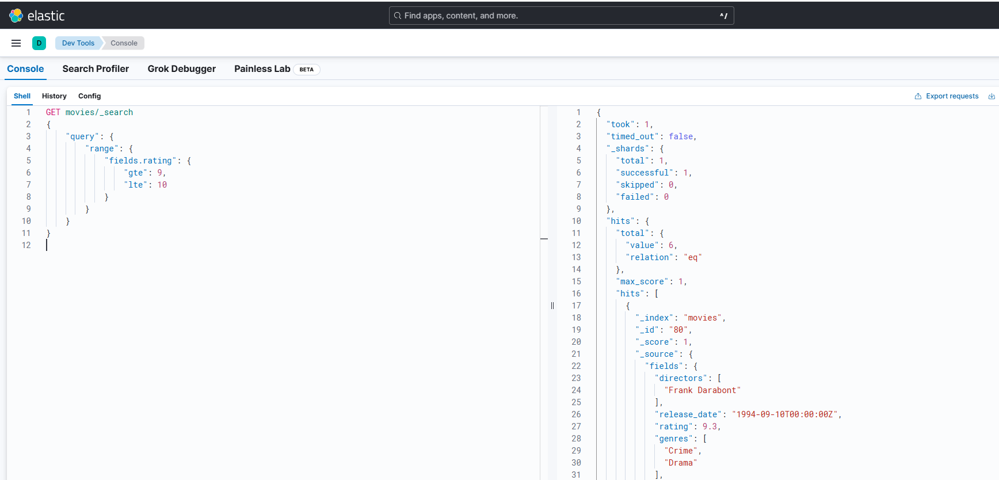 elastic
Find apps, content, and more.
^/
D
Dev Tools
Console
Console
Search Profiler
Grok Debugger
Painless Lab
BETA
Shell
History
Config
Export requests
1 GET movies/_search
2 {
3 "query": {
4 "range": {
5 "fields.rating": {
6 "gte": 9,
7 "lte": 10
8 }
9 }
10 }
11 }
12
1 {
2 "took": 1,
3 "timed_out": false,
4 "_shards": {
5 "total": 1,
6 "successful": 1,
7 "skipped": 0,
8 "failed": 0
9 },
10 "hits": {
11 "total": {
12 "value": 6,
13 "relation": "eq"
14 },
15 "max_score": 1,
16 "hits": [
17 {
18 "_index": "movies",
19 "_id": "80",
20 "_score": 1,
21 "_source": {
22 "fields": {
23 "directors": [
24 "Frank Darabont"
25 ],
26 "release_date": "1994-09-10T00:00:00Z",
27 "rating": 9.3,
28 "genres": [
29 "Crime",
30 "Drama"
31 ],